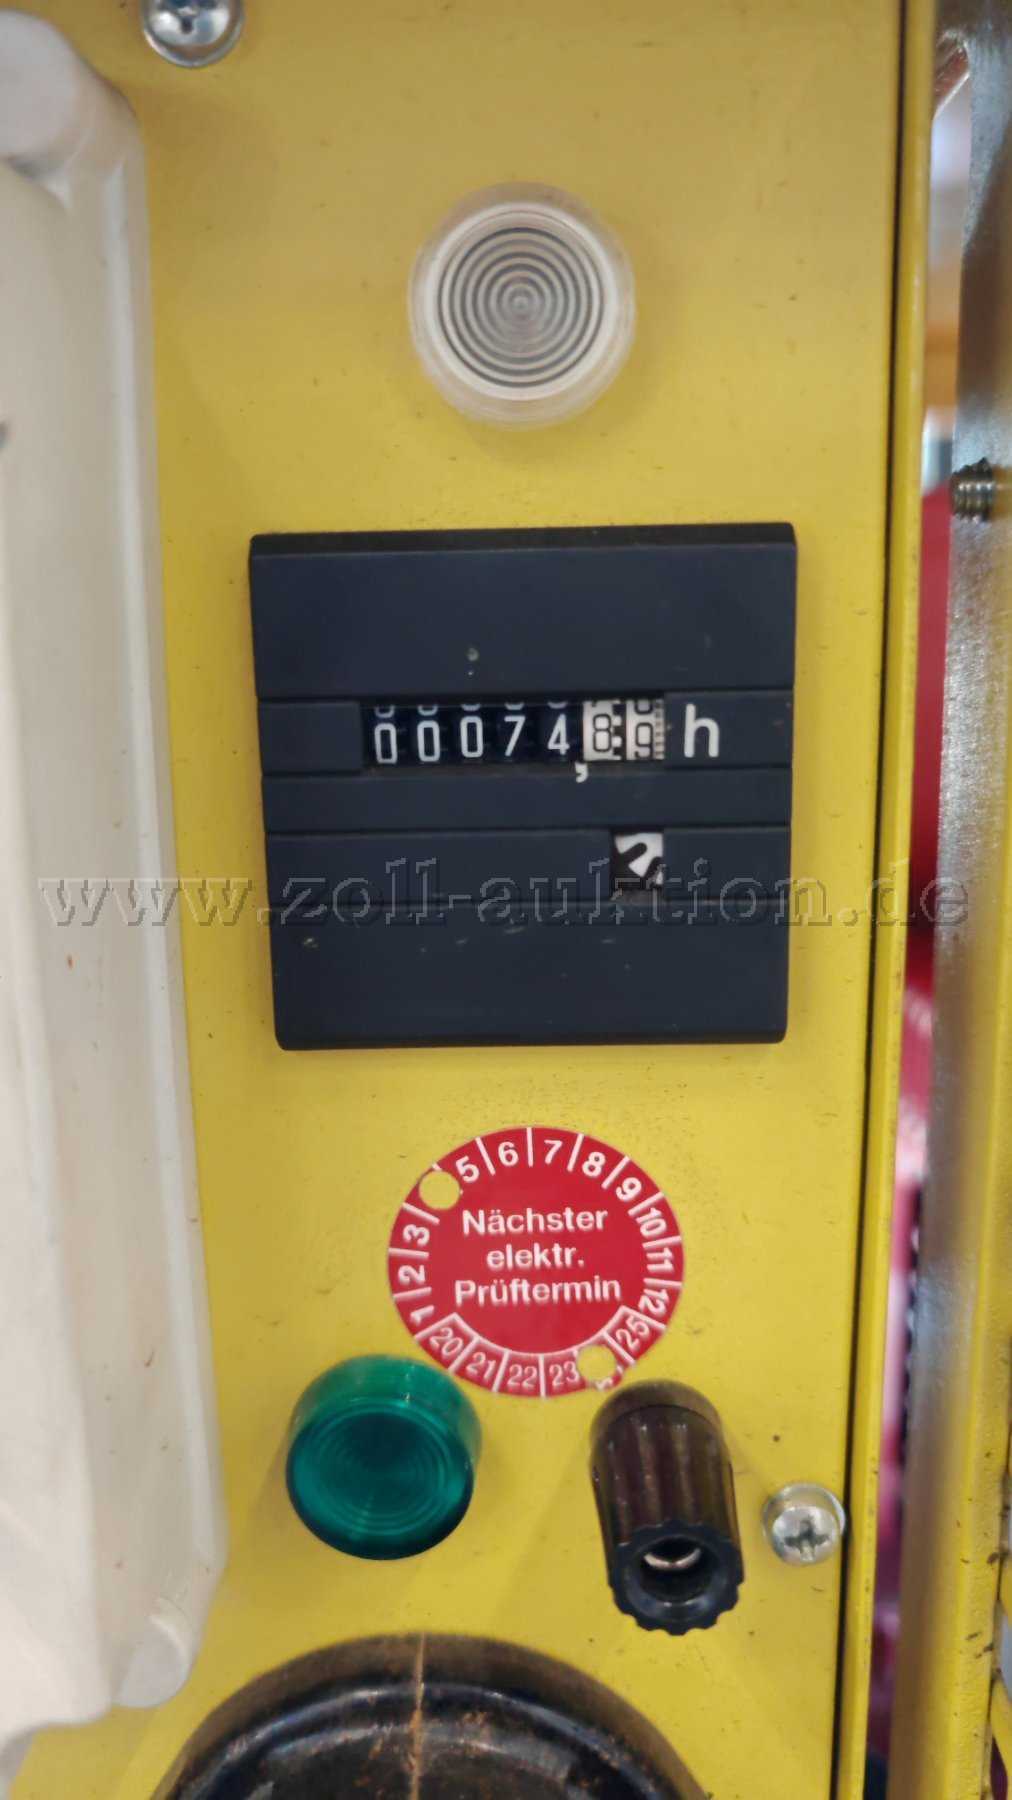 00074,89 h
www.zoll-auktion.de
1 2 3 5 6 7 8 9 10 11 12
Nächster
elektr.
Prüftermin
20 21 22 23 25